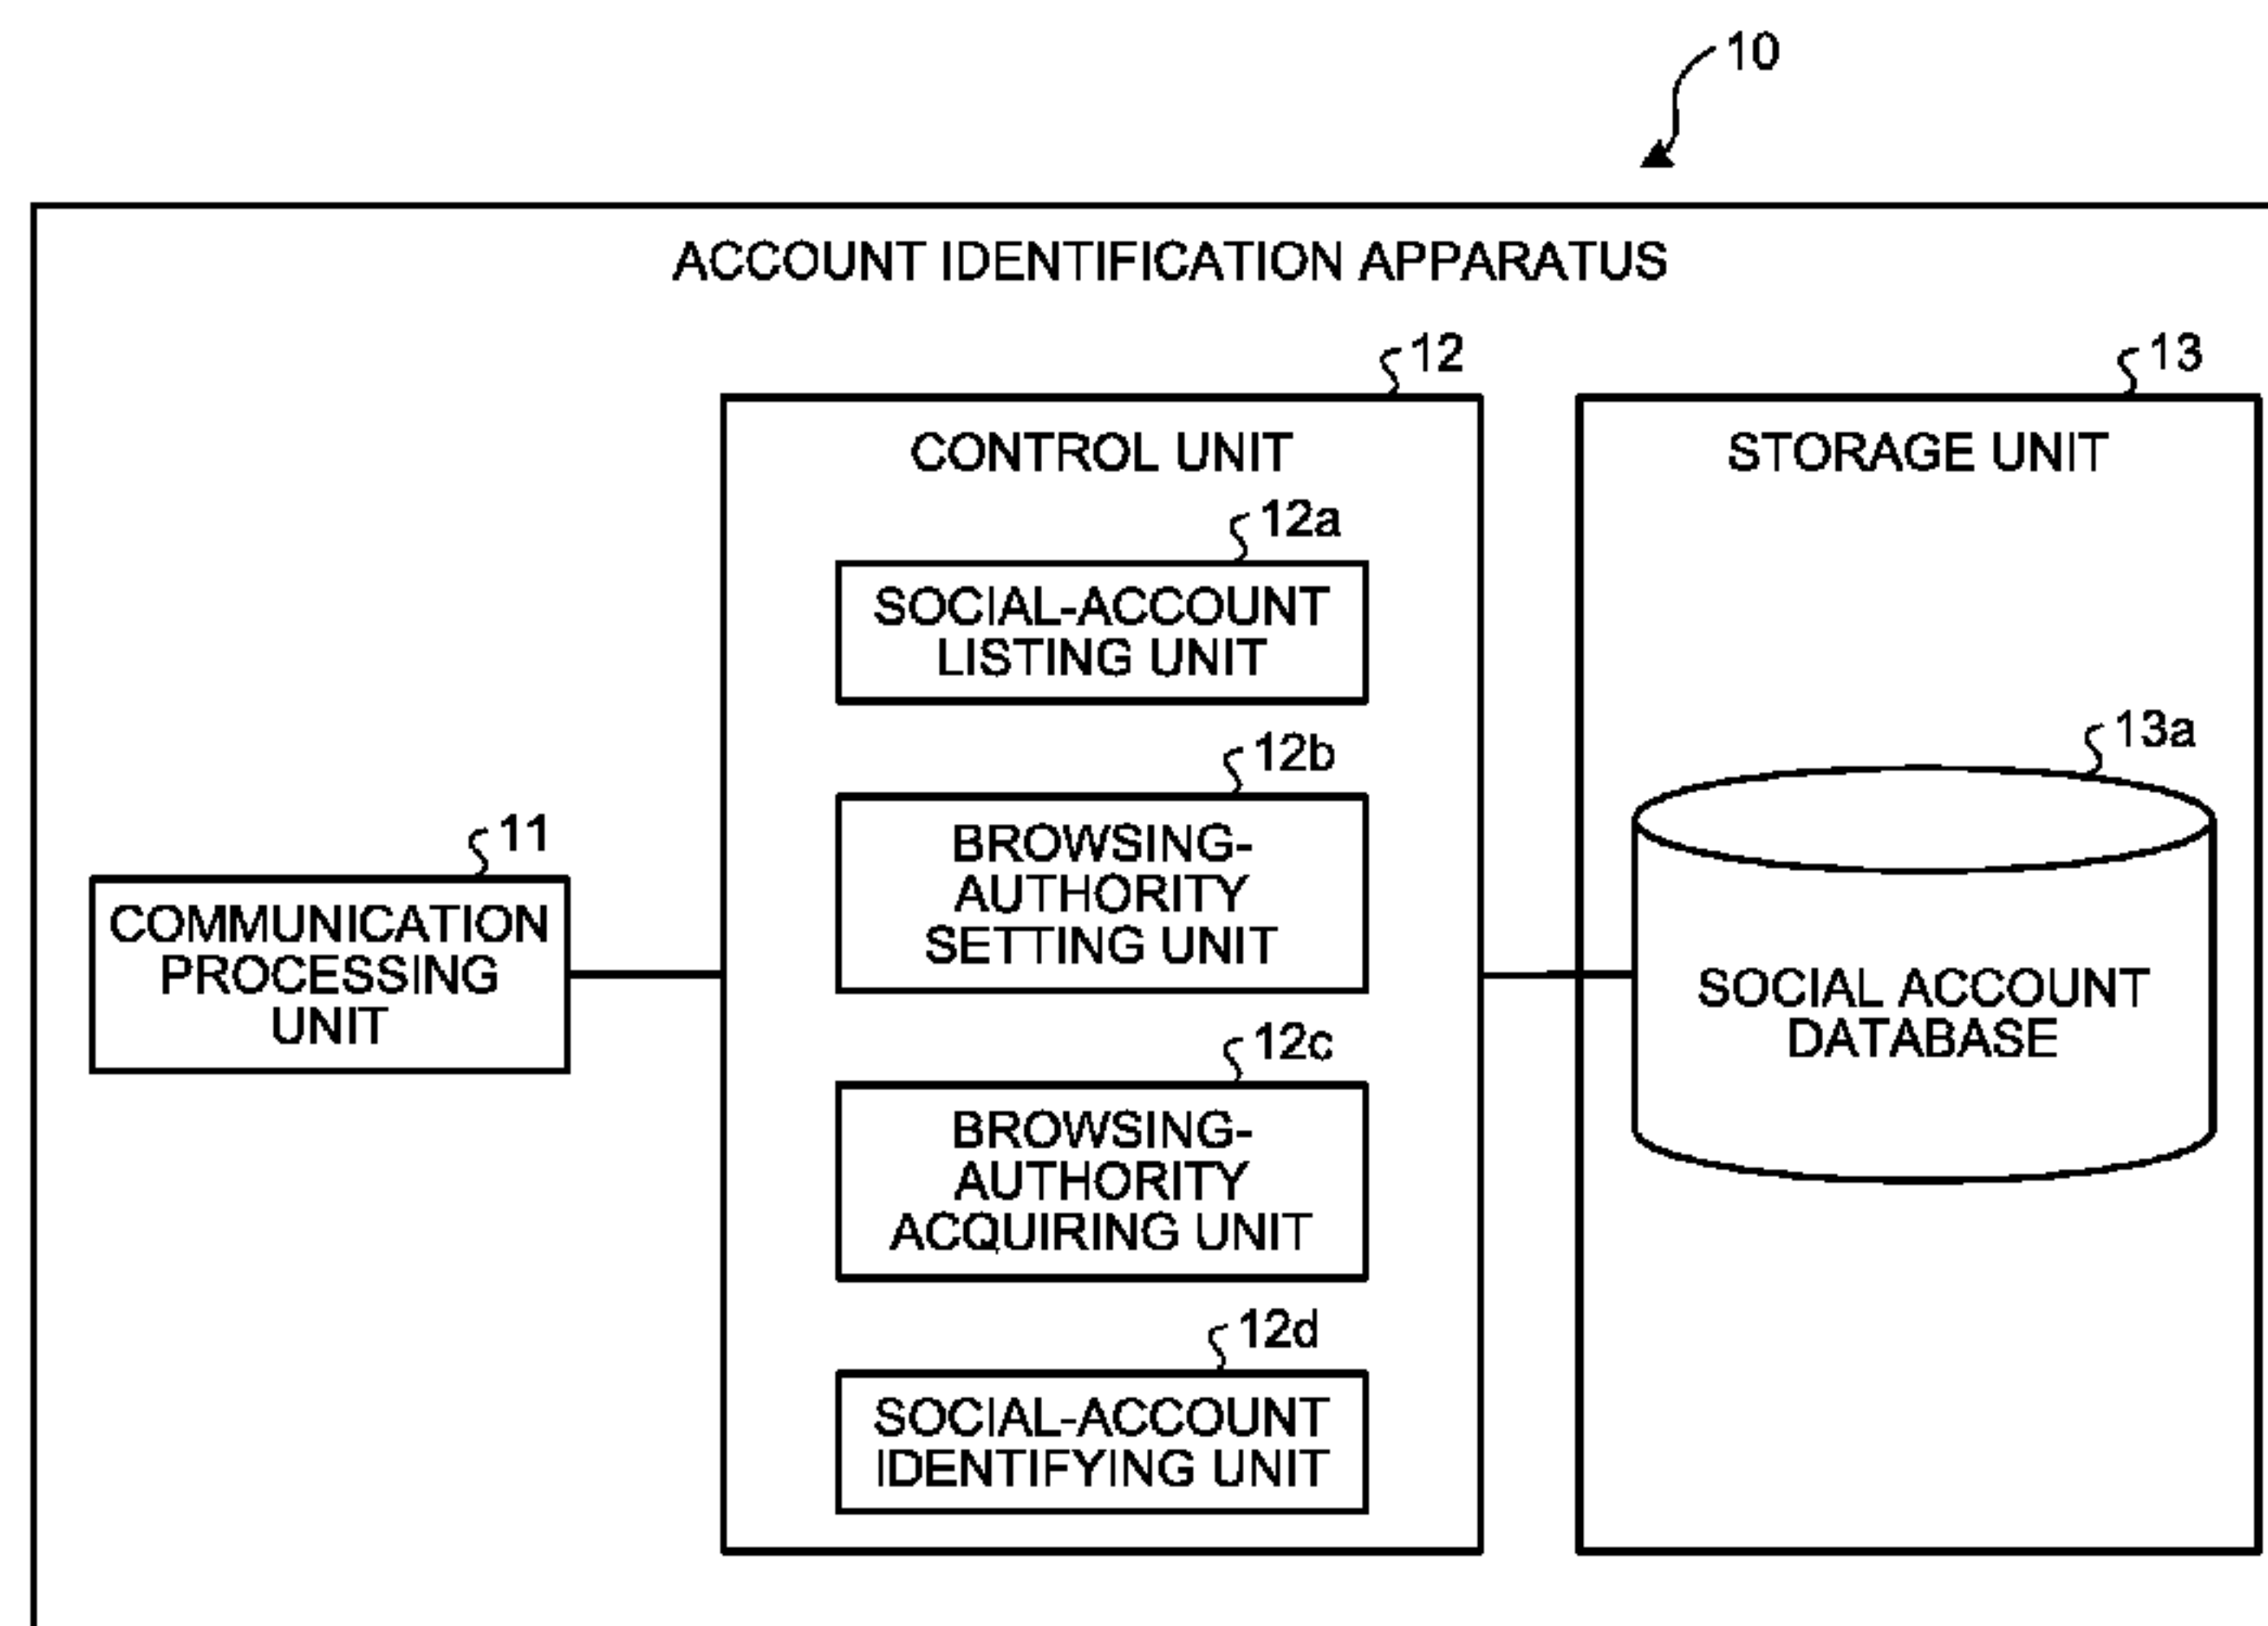 10
ACCOUNT IDENTIFICATION APPARATUS
12
13
CONTROL UNIT
STORAGE UNIT
12a
SOCIAL-ACCOUNT
LISTING UNIT
12b
BROWSING-
AUTHORITY
SETTING UNIT
13a
11
COMMUNICATION
PROCESSING
UNIT
SOCIAL ACCOUNT
DATABASE
12c
BROWSING-
AUTHORITY
ACQUIRING UNIT
12d
SOCIAL-ACCOUNT
IDENTIFYING UNIT